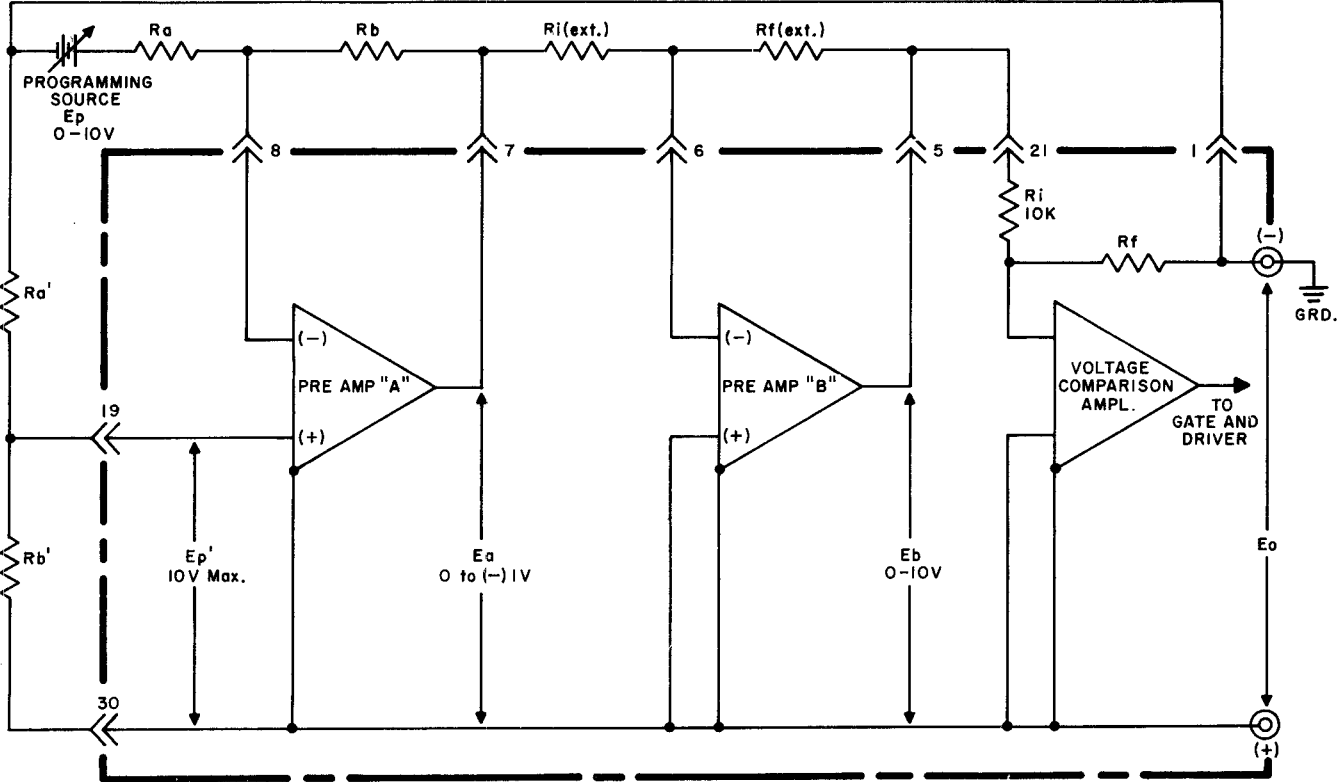 Ra
Rb
Ri(ext.)
Rf(ext.)
PROGRAMMING
SOURCE
Ep
0-10V
8
7
6
5
21
1
Ri
10K
Rf
(-)
GRD.
Ra'
(-)
PRE AMP "A"
(+)
(-)
PRE AMP "B"
(+)
VOLTAGE
COMPARISON
AMPL.
TO
GATE AND
DRIVER
19
Rb'
Ep'
10V Max.
Ea
0 to (-) 1V
Eb
0-10V
Eo
30
(+)